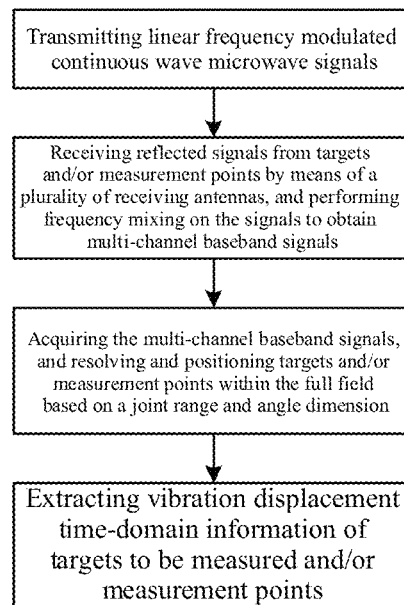 Transmitting linear frequency modulated
continuous wave microwave signals
Receiving reflected signals from targets
and/or measurement points by means of a
plurality of receiving antennas, and performing
frequency mixing on the signals to obtain
multi-channel baseband signals
Acquiring the multi-channel baseband signals,
and resolving and positioning targets and/or
measurement points within the full field
based on a joint range and angle dimension
Extracting vibration displacement
time-domain information of
targets to be measured and/or
measurement points